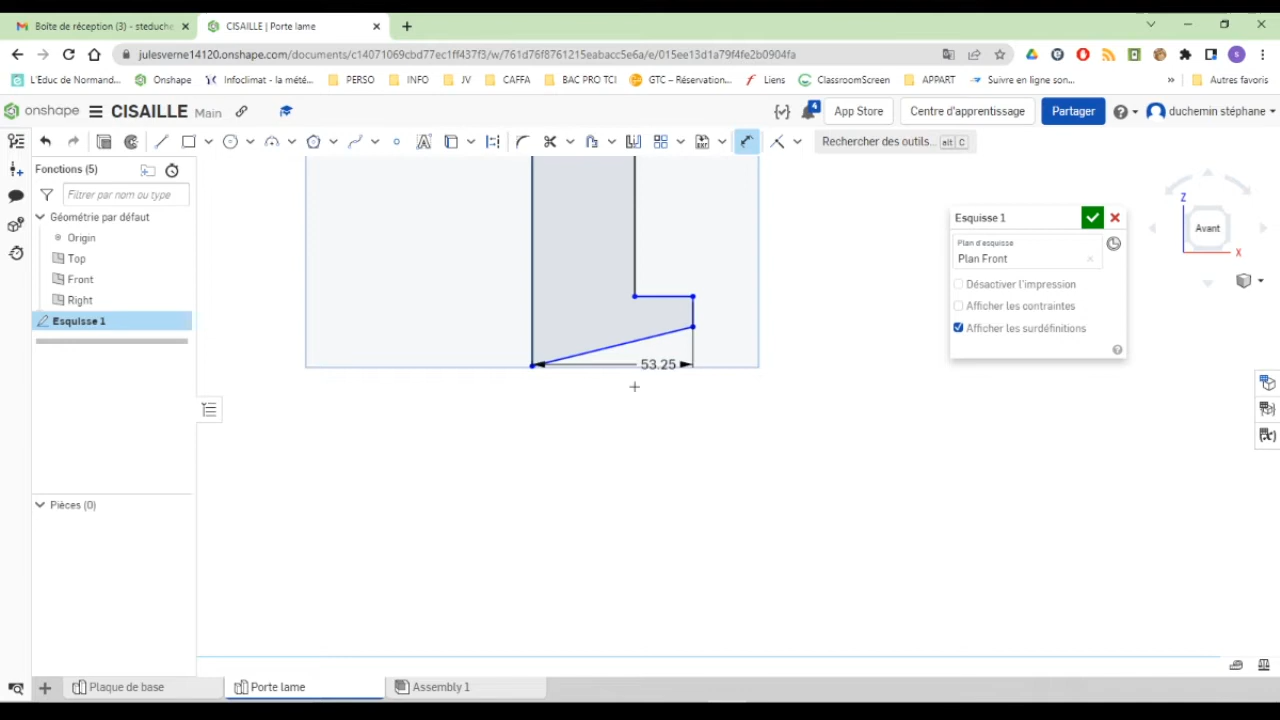 Boîte de réception (3) - steduche
CISAILLE | Porte lame
julesverne14120.onshape.com/documents/c14071069cbd77ec1ff437f3/w/761d76f8761215eabacc5e6a/e/015ee13d1a79f4fe2b0904fa
L'Educ de Normand...
Onshape
Infoclimat - la mété...
PERSO
INFO
JV
CAFFA
BAC PRO TCI
GTC – Réservation...
Liens
ClassroomScreen
APPART
Suivre en ligne son...
»
Autres favoris
onshape
CISAILLE
Main
4
App Store
Centre d'apprentissage
Partager
duchemin stéphane
Rechercher des outils...
alt C
Fonctions (5)
Filtrer par nom ou type
Géométrie par défaut
Origin
Top
Front
Right
Esquisse 1
Pièces (0)
53.25
Esquisse 1
Plan d'esquisse
Plan Front
Désactiver l'impression
Afficher les contraintes
Afficher les surdéfinitions
Z
Avant
X
Plaque de base
Porte lame
Assembly 1